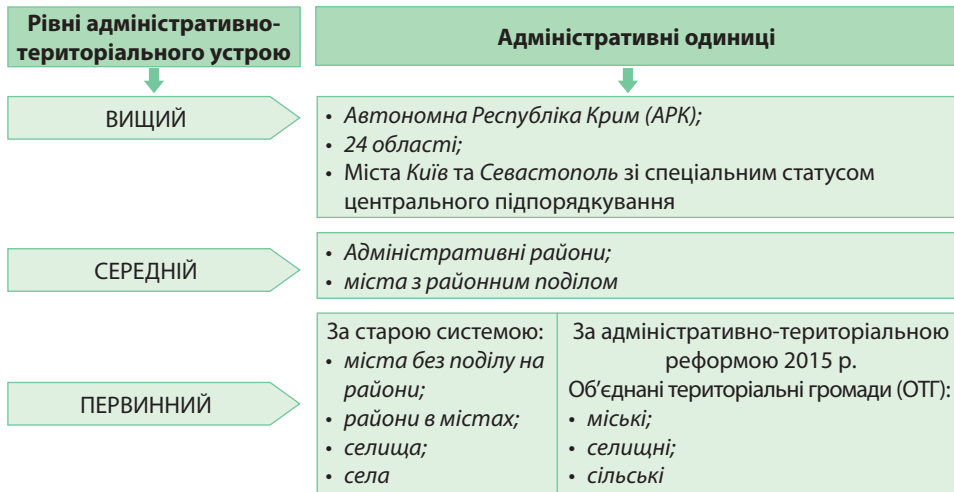 Рівні адміністративно-
територіального устрою
Адміністративні одиниці
ВИЩИЙ
• Автономна Республіка Крим (АРК);
• 24 області;
• Міста Київ та Севастополь зі спеціальним статусом
центрального підпорядкування
СЕРЕДНІЙ
• Адміністративні райони;
• міста з районним поділом
ПЕРВИННИЙ
За старою системою:
• міста без поділу на
райони;
• райони в містах;
• селища;
• села
За адміністративно-територіальною
реформою 2015 р.
Об’єднані територіальні громади (ОТГ):
• міські;
• селищні;
• сільські